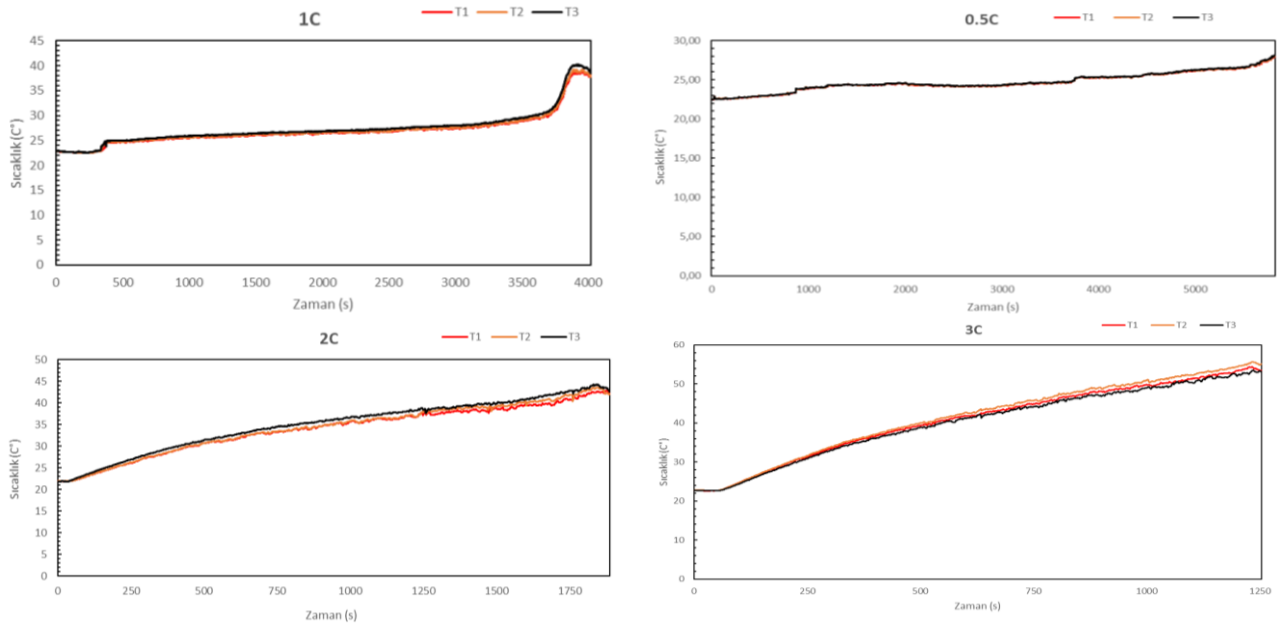 1C
T1 T2 T3
45
40
35
30
25
20
15
10
5
0
Sıcaklık (C°)
0 500 1000 1500 2000 2500 3000 3500 4000
Zaman (s)
0.5C
T1 T2 T3
30,00
25,00
20,00
15,00
10,00
5,00
0,00
Sıcaklık (C°)
0 1000 2000 3000 4000 5000
Zaman (s)
2C
T1 T2 T3
50
45
40
35
30
25
20
15
10
5
0
Sıcaklık (C°)
0 250 500 750 1000 1250 1500 1750
Zaman (s)
3C
T1 T2 T3
60
50
40
30
20
10
0
Sıcaklık (C°)
0 250 500 750 1000 1250
Zaman (s)